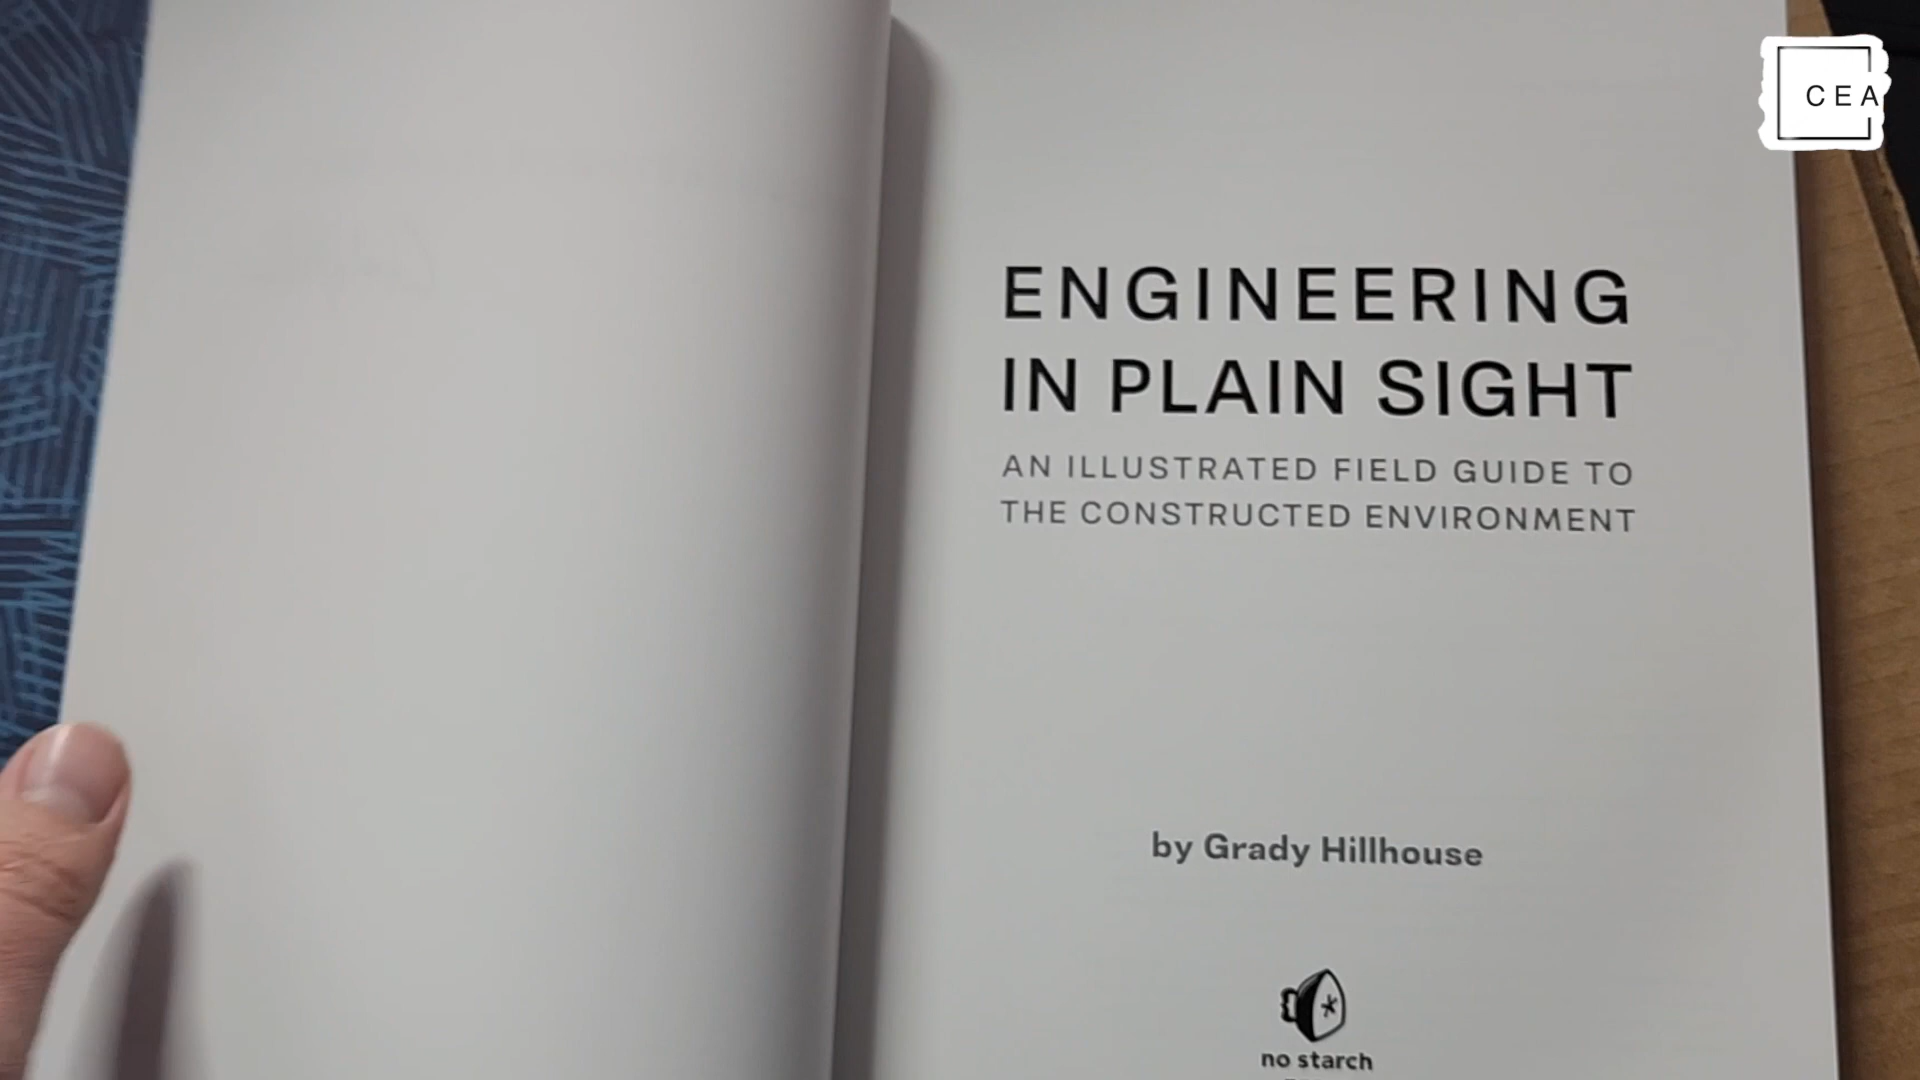 CEA
ENGINEERING
IN PLAIN SIGHT
AN ILLUSTRATED FIELD GUIDE TO
THE CONSTRUCTED ENVIRONMENT
by Grady Hillhouse
no starch